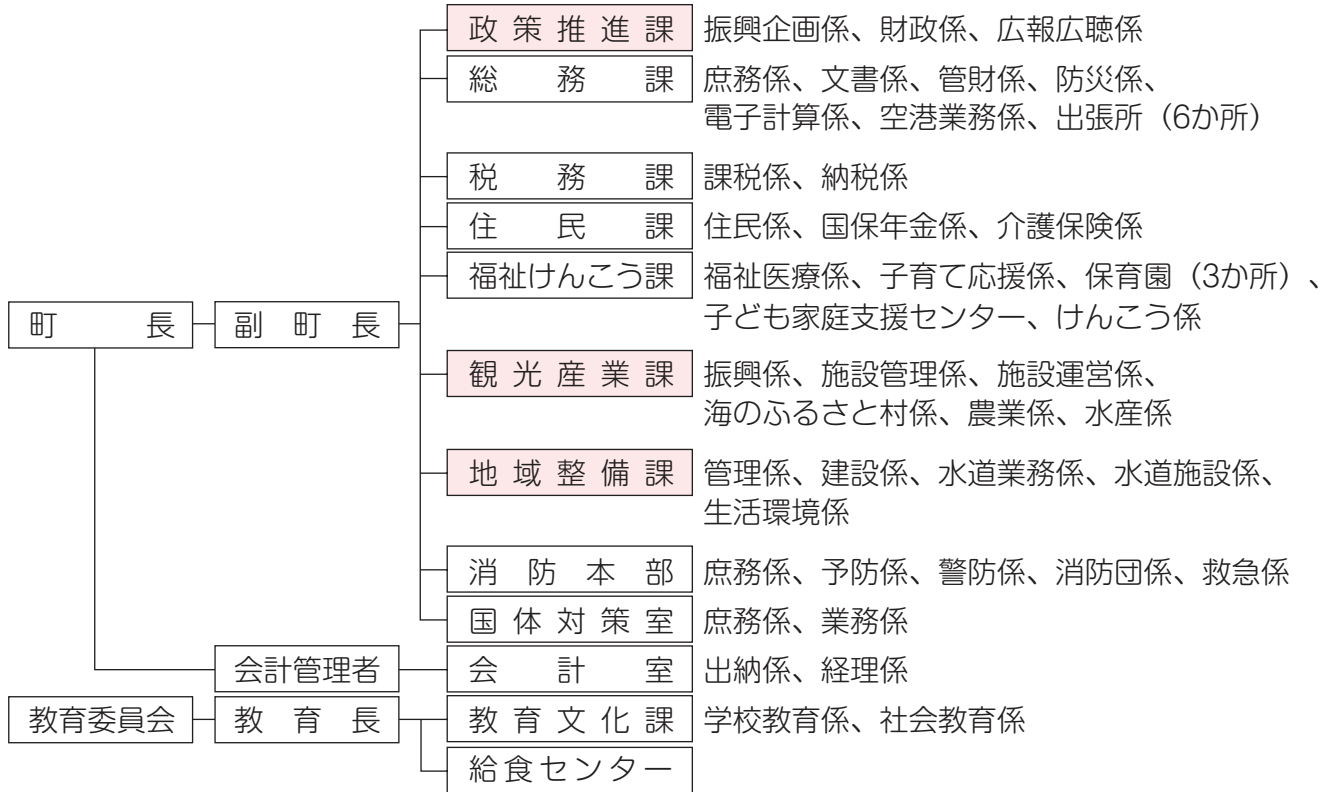 政策推進課 振興企画係、財政係、広報広聴係
総務課 庶務係、文書係、管財係、防災係、
電子計算係、空港業務係、出張所（6か所）
税務課 課税係、納税係
住民課 住民係、国保年金係、介護保険係
福祉けんこう課 福祉医療係、子育て応援係、保育園（3か所）、
子ども家庭支援センター、けんこう係
町長 副町長
観光産業課 振興係、施設管理係、施設運営係、
海のふるさと村係、農業係、水産係
地域整備課 管理係、建設係、水道業務係、水道施設係、
生活環境係
消防本部 庶務係、予防係、警防係、消防団係、救急係
国体対策室 庶務係、業務係
会計管理者 会計室 出納係、経理係
教育委員会 教育長 教育文化課 学校教育係、社会教育係
給食センター